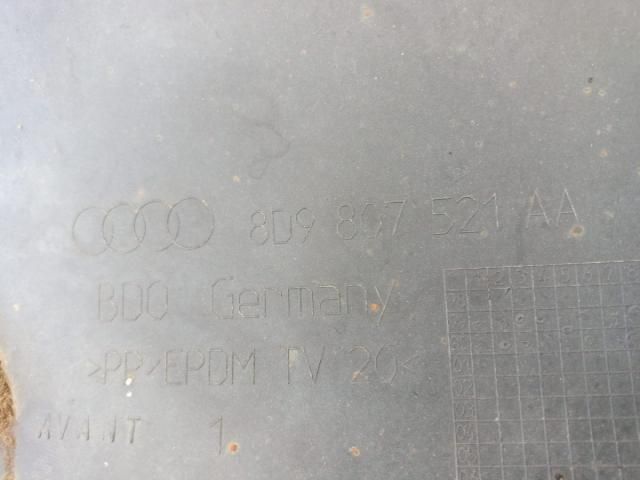 8D9 807 521 AA
BDO Germany
>PP>EPDM TV 20<
AVANT 1